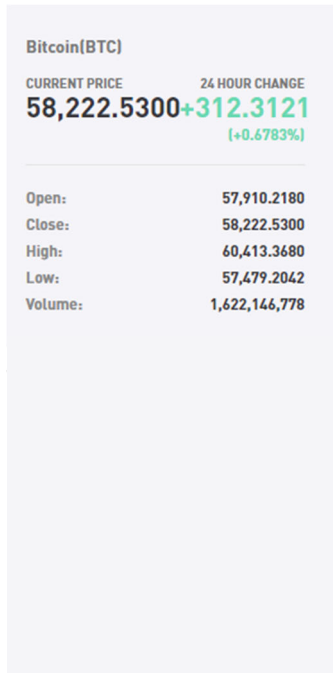 Bitcoin(BTC)
CURRENT PRICE 24 HOUR CHANGE
58,222.5300+312.3121
(+0.6783%)
Open: 57,910.2180
Close: 58,222.5300
High: 60,413.3680
Low: 57,479.2042
Volume: 1,622,146,778